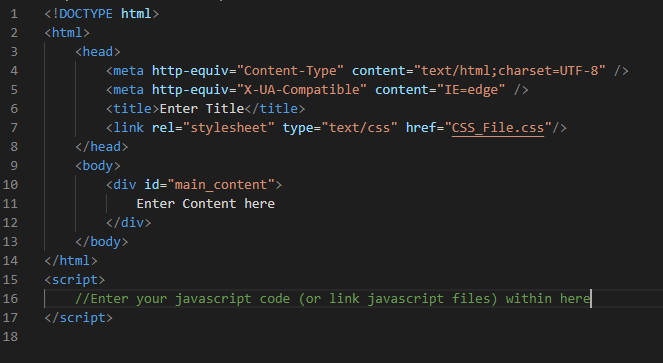 1 <!DOCTYPE html>
2 <html>
3     <head>
4         <meta http-equiv="Content-Type" content="text/html;charset=UTF-8" />
5         <meta http-equiv="X-UA-Compatible" content="IE=edge" />
6         <title>Enter Title</title>
7         <link rel="stylesheet" type="text/css" href="CSS_File.css"/>
8     </head>
9     <body>
10         <div id="main_content">
11             Enter Content here
12         </div>
13     </body>
14 </html>
15 <script>
16     //Enter your javascript code (or link javascript files) within here
17 </script>
18